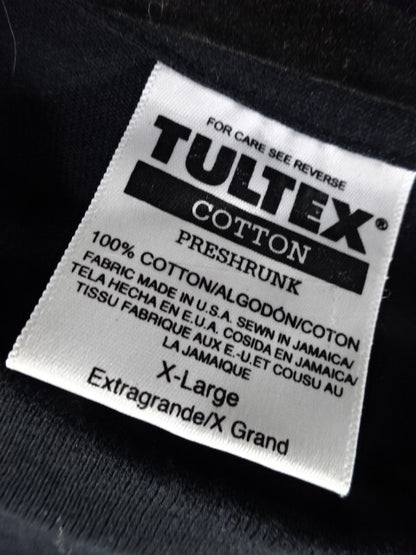 FOR CARE SEE REVERSE
TULTEX®
COTTON
PRESHRUNK
100% COTTON/ALGODÓN/COTON
FABRIC MADE IN U.S.A. SEWN IN JAMAICA/
TELA HECHA EN E.U.A. COSIDA EN JAMAICA/
TISSU FABRIQUE AUX E.-U.ET COUSU AU
LA JAMAIQUE
X-Large
Extragrande/X Grand